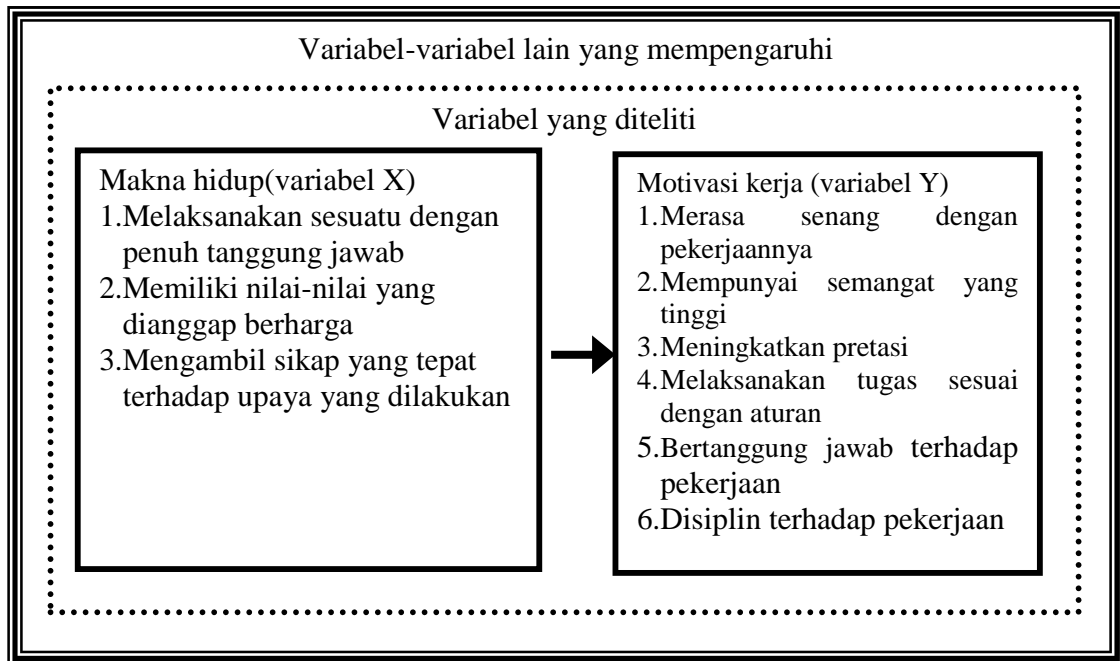 Variabel-variabel lain yang mempengaruhi
Variabel yang diteliti
Makna hidup(variabel X)
1.Melaksanakan sesuatu dengan
penuh tanggung jawab
2.Memiliki nilai-nilai yang
dianggap berharga
3.Mengambil sikap yang tepat
terhadap upaya yang dilakukan
Motivasi kerja (variabel Y)
1.Merasa senang dengan
pekerjaannya
2.Mempunyai semangat yang
tinggi
3.Meningkatkan pretasi
4.Melaksanakan tugas sesuai
dengan aturan
5.Bertanggung jawab terhadap
pekerjaan
6.Disiplin terhadap pekerjaan